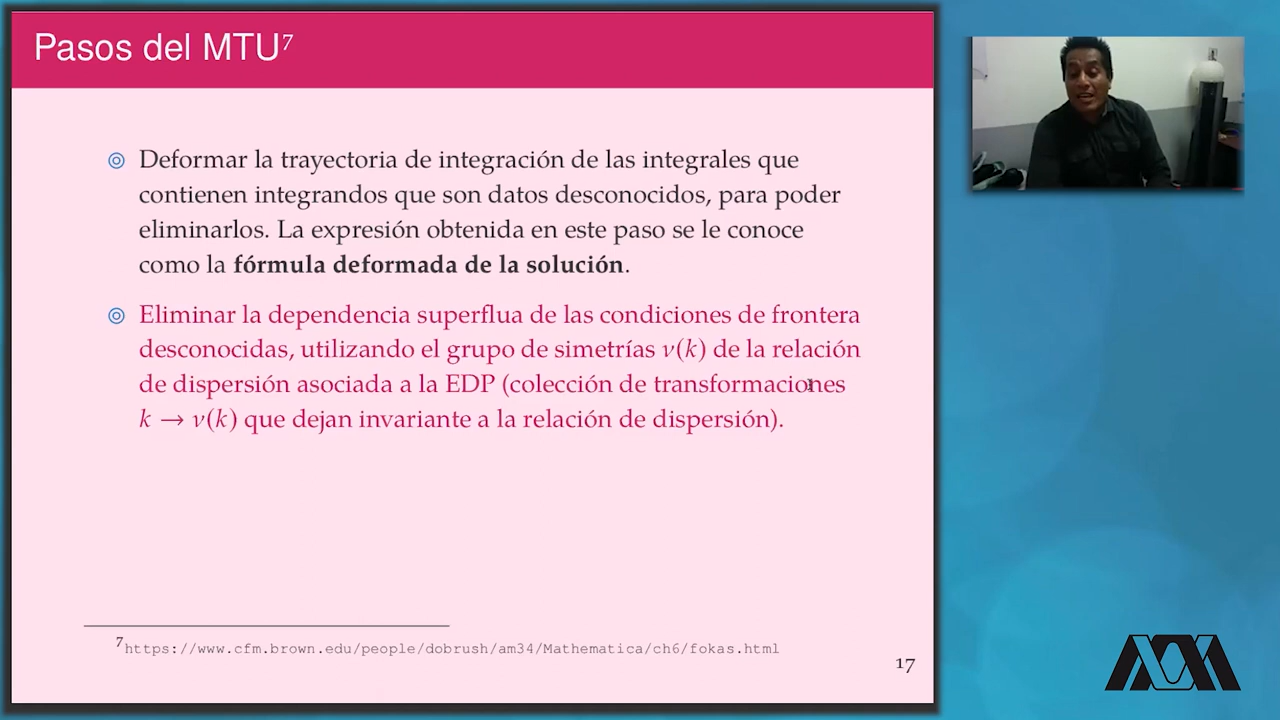 Pasos del MTU⁷
◎ Deformar la trayectoria de integración de las integrales que
contienen integrandos que son datos desconocidos, para poder
eliminarlos. La expresión obtenida en este paso se le conoce
como la fórmula deformada de la solución.
◎ Eliminar la dependencia superflua de las condiciones de frontera
desconocidas, utilizando el grupo de simetrías ν(k) de la relación
de dispersión asociada a la EDP (colección de transformaciones
k → ν(k) que dejan invariante a la relación de dispersión).
⁷https://www.cfm.brown.edu/people/dobrush/am34/Mathematica/ch6/fokas.html
17